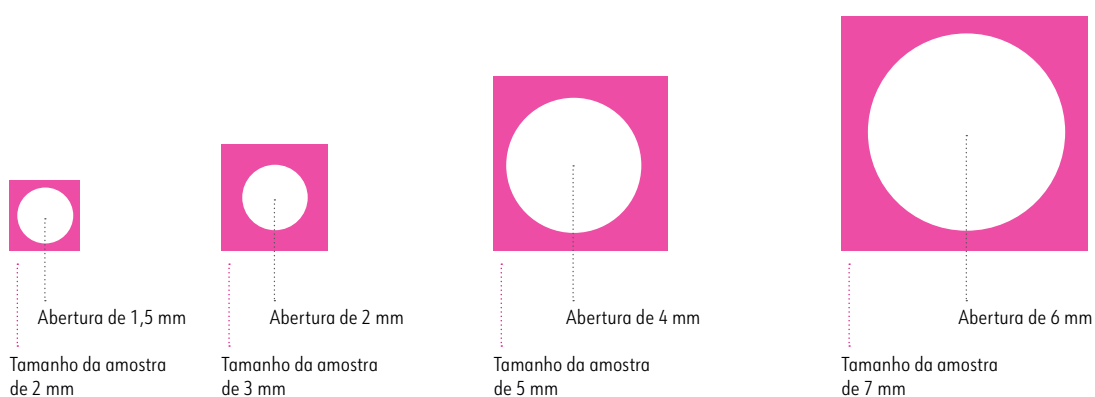 Abertura de 1,5 mm
Tamanho da amostra
de 2 mm
Abertura de 2 mm
Tamanho da amostra
de 3 mm
Abertura de 4 mm
Tamanho da amostra
de 5 mm
Abertura de 6 mm
Tamanho da amostra
de 7 mm